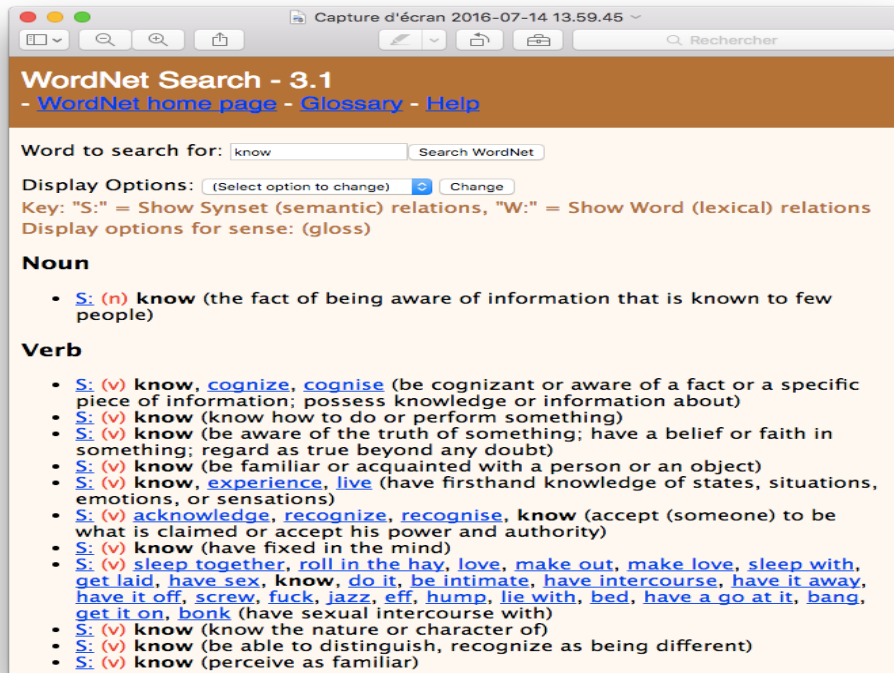 Capture d'écran 2016-07-14 13.59.45
Rechercher
WordNet Search - 3.1
- WordNet home page - Glossary - Help
Word to search for: know Search WordNet
Display Options: (Select option to change) Change
Key: "S:" = Show Synset (semantic) relations, "W:" = Show Word (lexical) relations
Display options for sense: (gloss)
Noun
• S: (n) know (the fact of being aware of information that is known to few
people)
Verb
• S: (v) know, cognize, cognise (be cognizant or aware of a fact or a specific
piece of information; possess knowledge or information about)
• S: (v) know (know how to do or perform something)
• S: (v) know (be aware of the truth of something; have a belief or faith in
something; regard as true beyond any doubt)
• S: (v) know (be familiar or acquainted with a person or an object)
• S: (v) know, experience, live (have firsthand knowledge of states, situations,
emotions, or sensations)
• S: (v) acknowledge, recognize, recognise, know (accept (someone) to be
what is claimed or accept his power and authority)
• S: (v) know (have fixed in the mind)
• S: (v) sleep together, roll in the hay, love, make out, make love, sleep with,
get laid, have sex, know, do it, be intimate, have intercourse, have it away,
have it off, screw, fuck, jazz, eff, hump, lie with, bed, have a go at it, bang,
get it on, bonk (have sexual intercourse with)
• S: (v) know (know the nature or character of)
• S: (v) know (be able to distinguish, recognize as being different)
• S: (v) know (perceive as familiar)